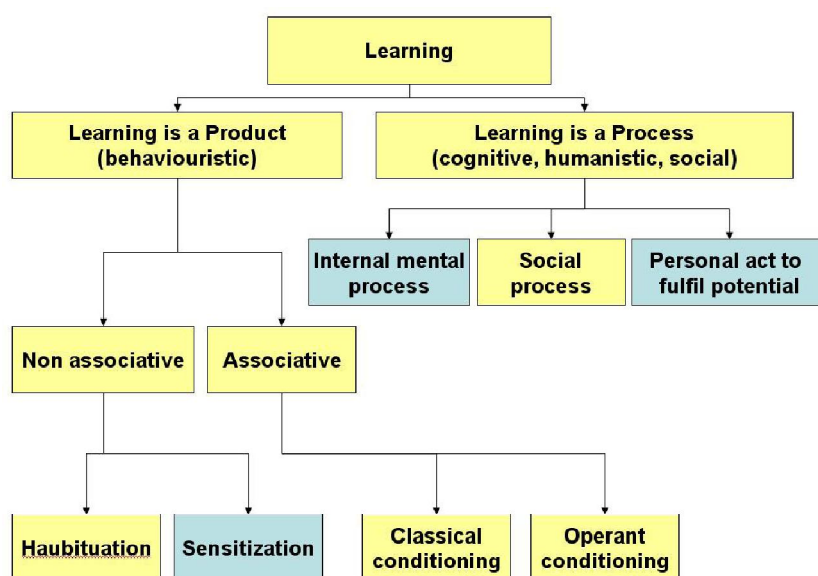 Learning
Learning is a Product
(behaviouristic)
Learning is a Process
(cognitive, humanistic, social)
Internal mental
process
Social
process
Personal act to
fulfil potential
Non associative
Associative
Haubituation
Sensitization
Classical
conditioning
Operant
conditioning